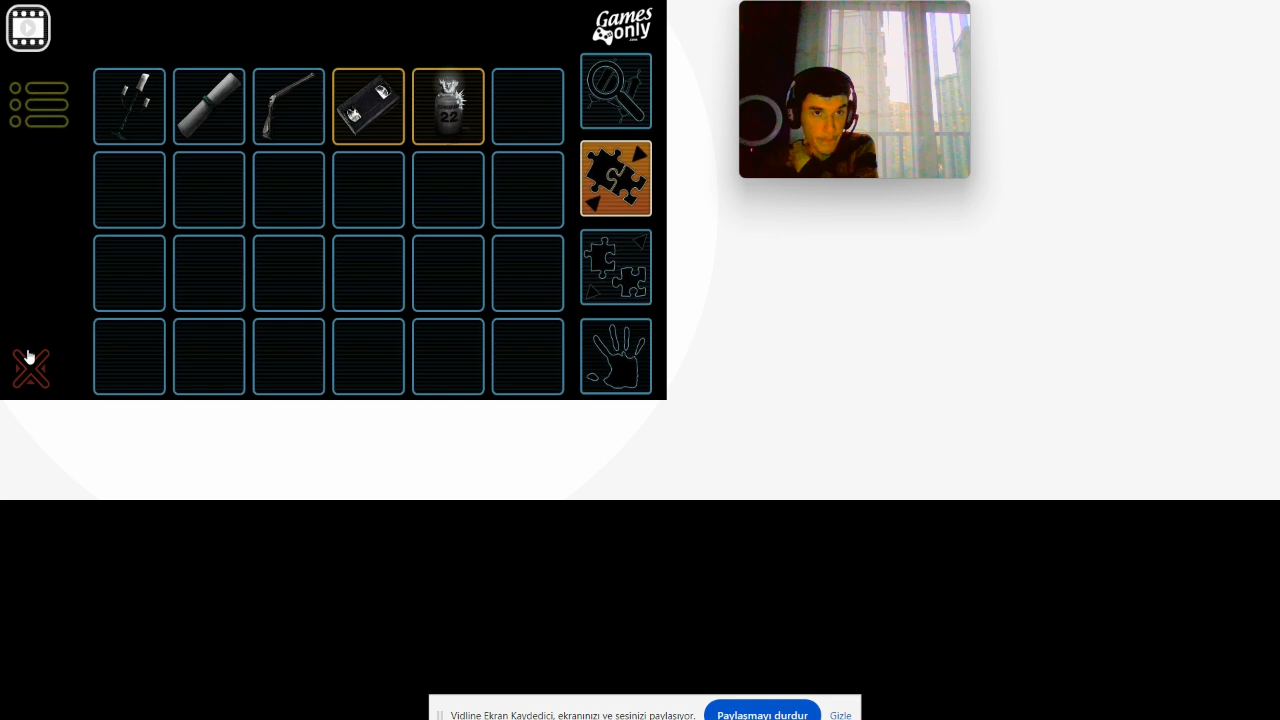 Games
only
22
Vidline Ekran Kaydedici, ekranınızı ve sesinizi paylaşıyor.
Paylaşmayı durdur
Gizle